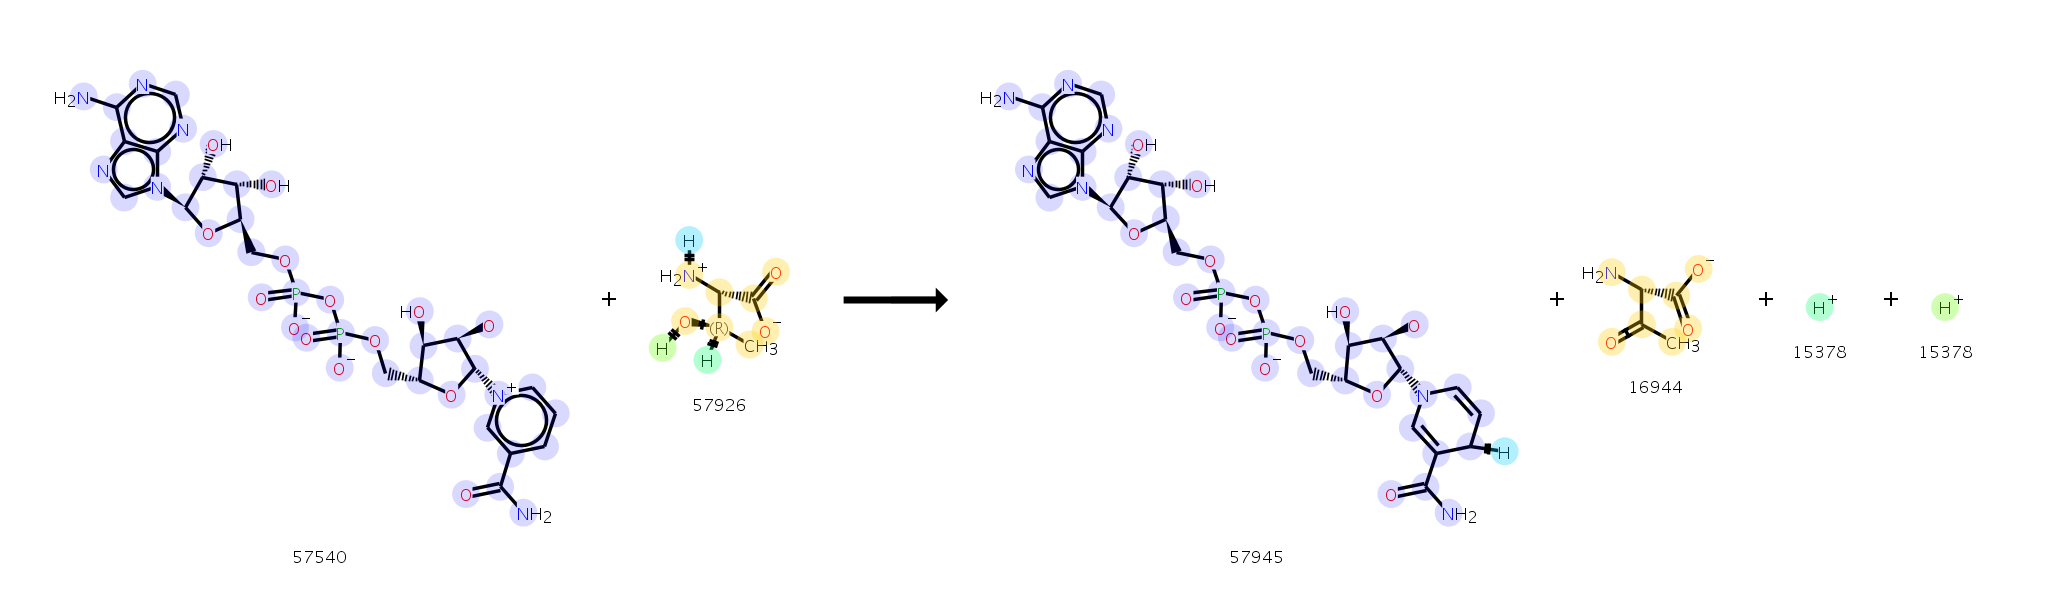 H2N N N N N OH OH O O O P O O− O P O O− HO O O N+ O NH2
57540
+
H H2N+ O O (R) O− H H CH3
57926
H2N N N N N OH OH O O O P O O− O P O O− HO O O N H O NH2
57945
+
H2N O− O O CH3
16944
+
H+
15378
+
H+
15378